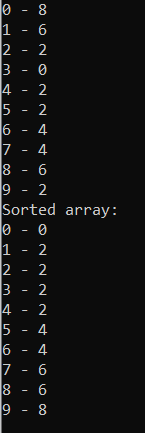 0 - 8
1 - 6
2 - 2
3 - 0
4 - 2
5 - 2
6 - 4
7 - 4
8 - 6
9 - 2
Sorted array:
0 - 0
1 - 2
2 - 2
3 - 2
4 - 2
5 - 4
6 - 4
7 - 6
8 - 6
9 - 8